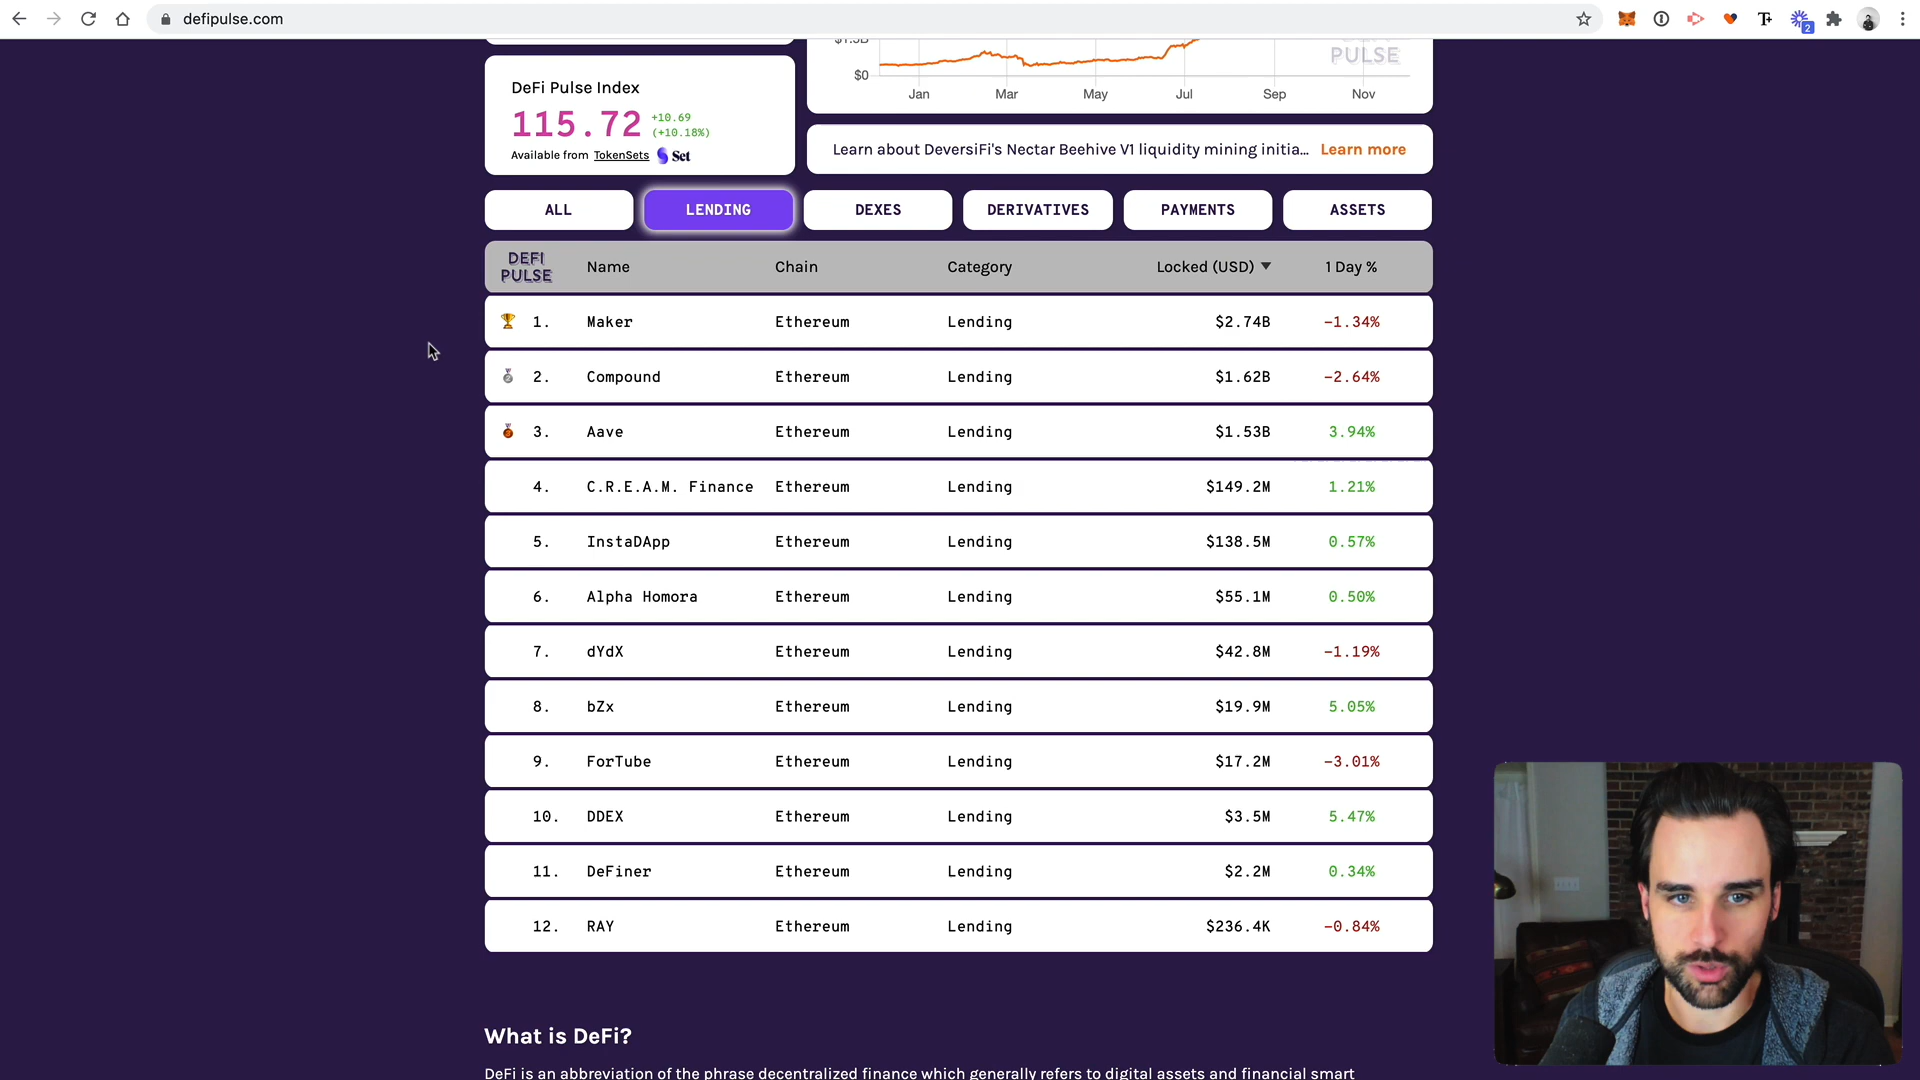 defipulse.com
2
$1.5B
$0
Jan Mar May Jul Sep Nov
PULSE
DeFi Pulse Index
115.72 +10.69 (+10.18%)
Available from TokenSets Set
Learn about DeversiFi's Nectar Beehive V1 liquidity mining initia... Learn more
ALL LENDING DEXES DERIVATIVES PAYMENTS ASSETS
DEFI PULSE Name Chain Category Locked (USD) ▼ 1 Day %
1. Maker Ethereum Lending $2.74B -1.34%
2. Compound Ethereum Lending $1.62B -2.64%
3. Aave Ethereum Lending $1.53B 3.94%
4. C.R.E.A.M. Finance Ethereum Lending $149.2M 1.21%
5. InstaDApp Ethereum Lending $138.5M 0.57%
6. Alpha Homora Ethereum Lending $55.1M 0.50%
7. dYdX Ethereum Lending $42.8M -1.19%
8. bZx Ethereum Lending $19.9M 5.05%
9. ForTube Ethereum Lending $17.2M -3.01%
10. DDEX Ethereum Lending $3.5M 5.47%
11. DeFiner Ethereum Lending $2.2M 0.34%
12. RAY Ethereum Lending $236.4K -0.84%
What is DeFi?
DeFi is an abbreviation of the phrase decentralized finance which generally refers to digital assets and financial smart